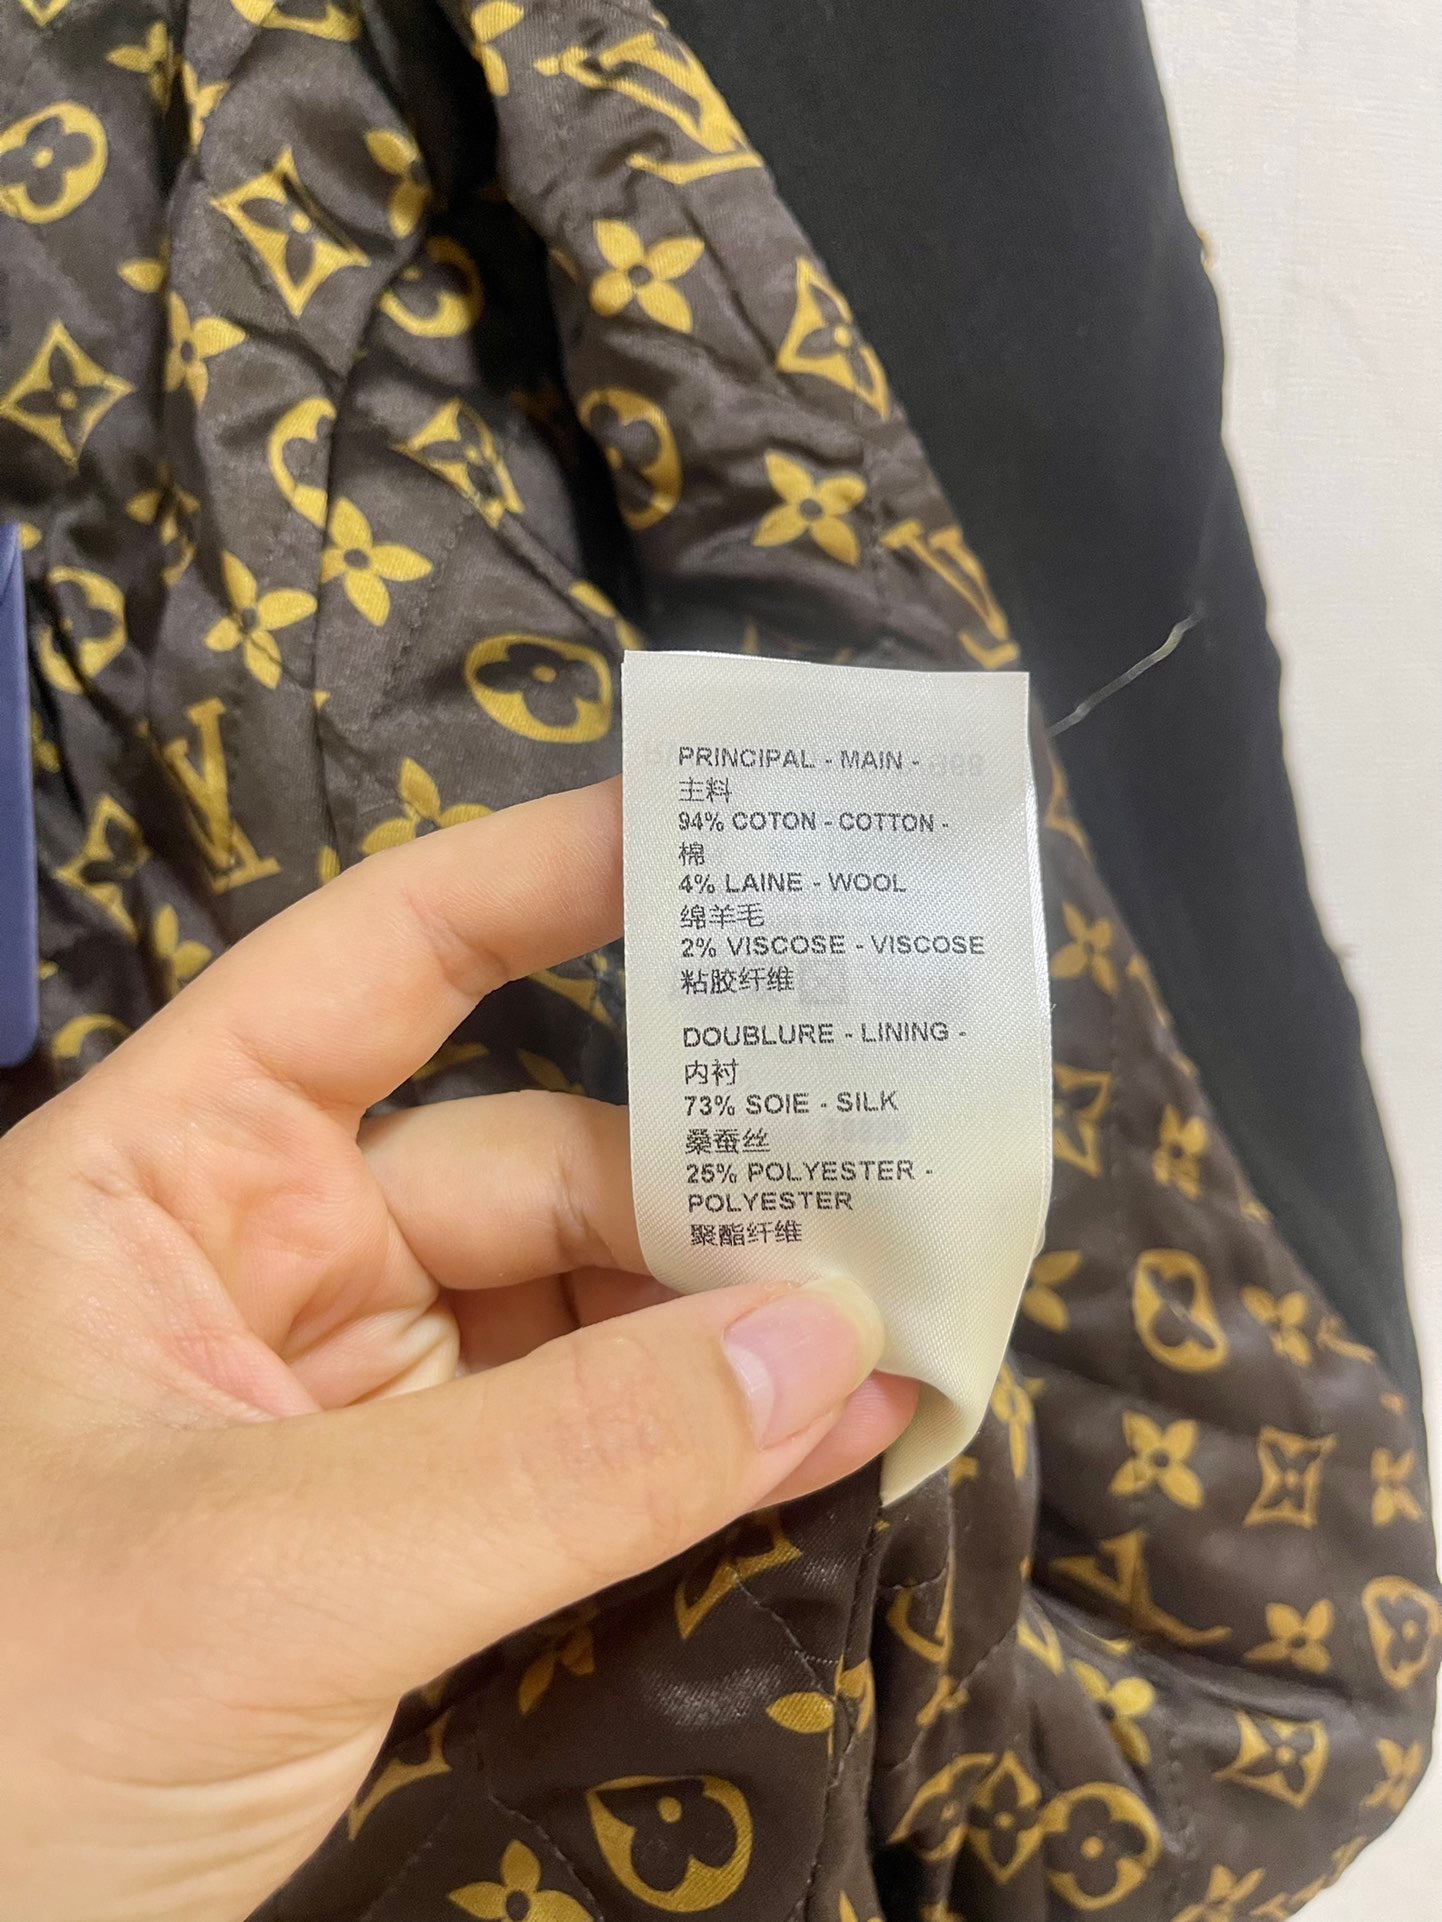 PRINCIPAL - MAIN -
主料
94% COTON - COTTON -
棉
4% LAINE - WOOL
绵羊毛
2% VISCOSE - VISCOSE
粘胶纤维
DOUBLURE - LINING -
内衬
73% SOIE - SILK
桑蚕丝
25% POLYESTER -
POLYESTER
聚酯纤维